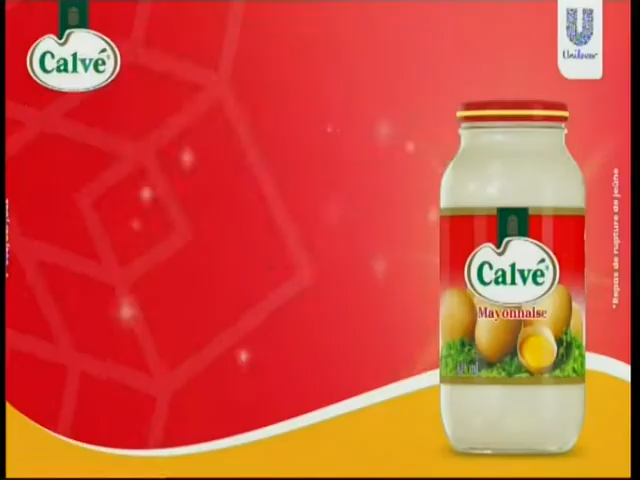 Calvé
Unilever
Calvé
Mayonnaise
*Repas de rupture de jeûne